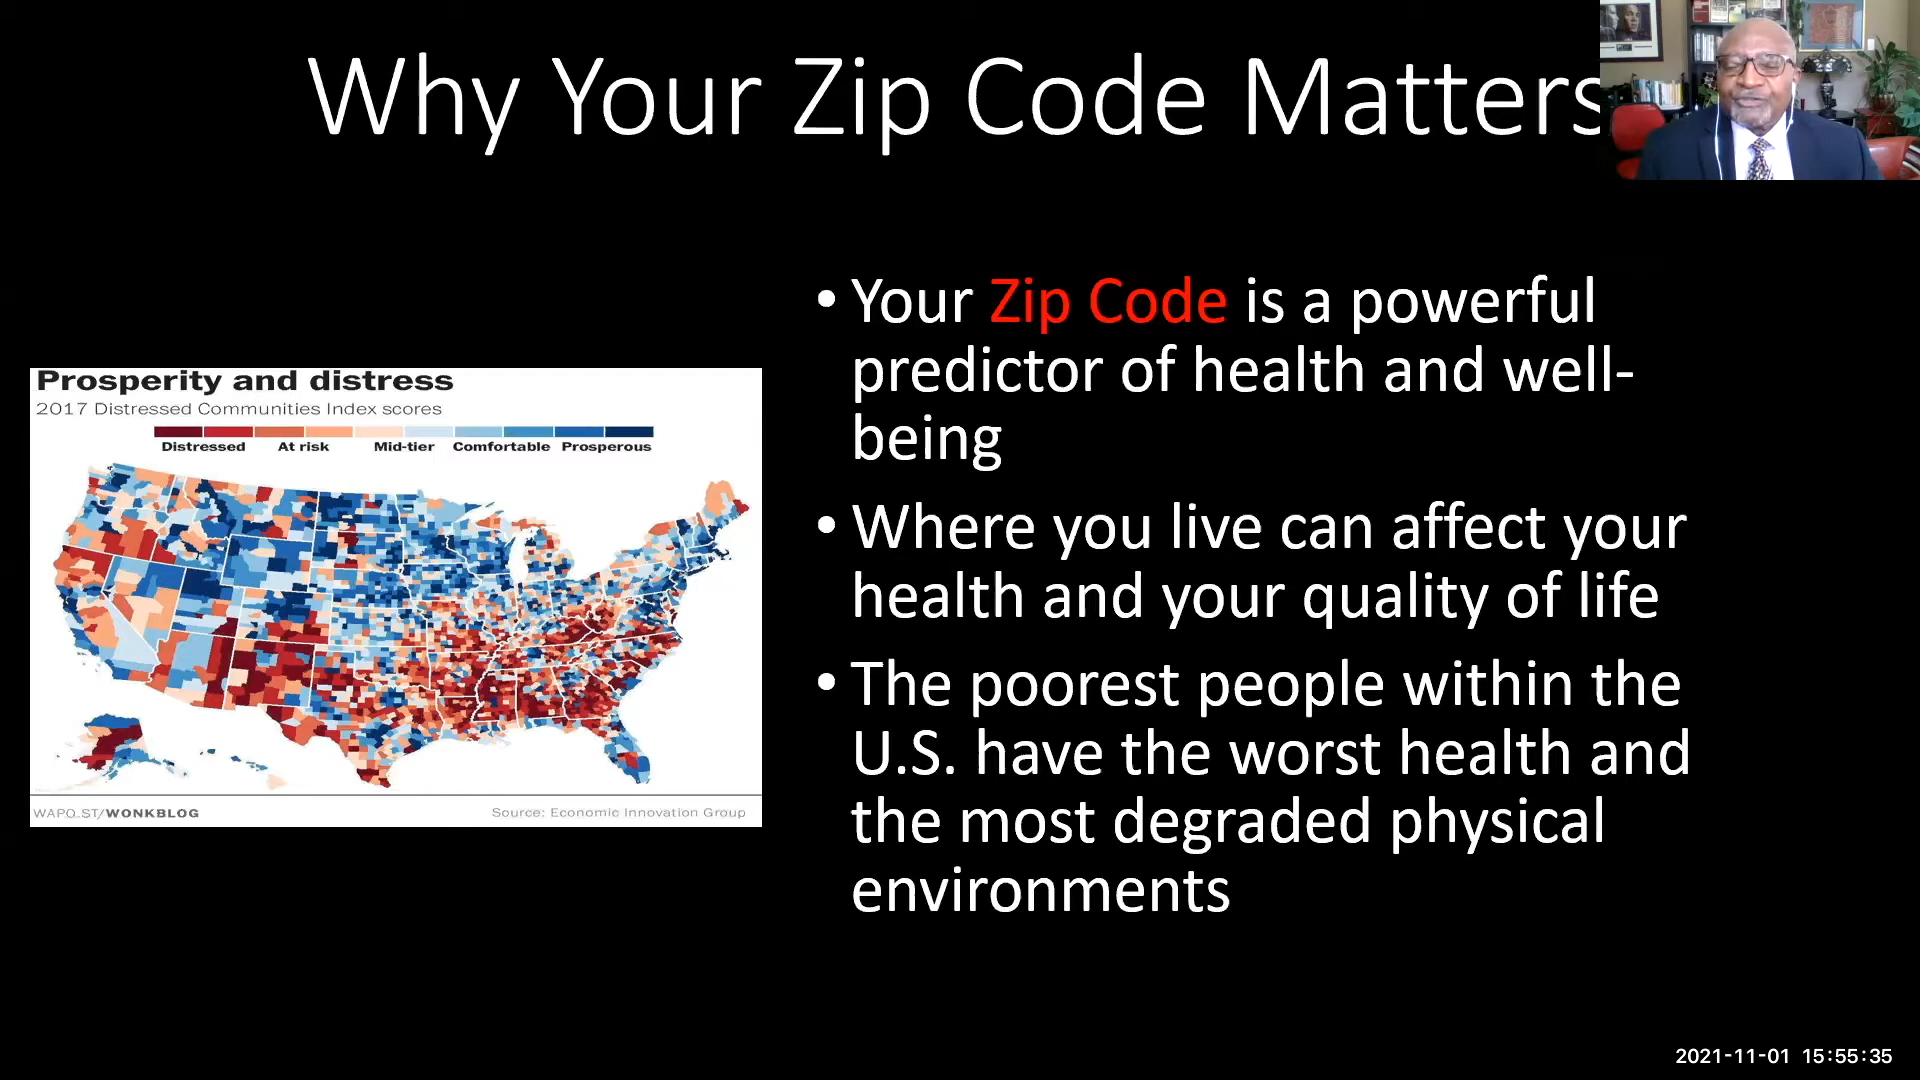 Why Your Zip Code Matters
• Your Zip Code is a powerful
predictor of health and well-
being
• Where you live can affect your
health and your quality of life
• The poorest people within the
U.S. have the worst health and
the most degraded physical
environments
Prosperity and distress
2017 Distressed Communities Index scores
Distressed At risk Mid-tier Comfortable Prosperous
WAPO.ST/WONKBLOG Source: Economic Innovation Group
2021-11-01 15:55:35